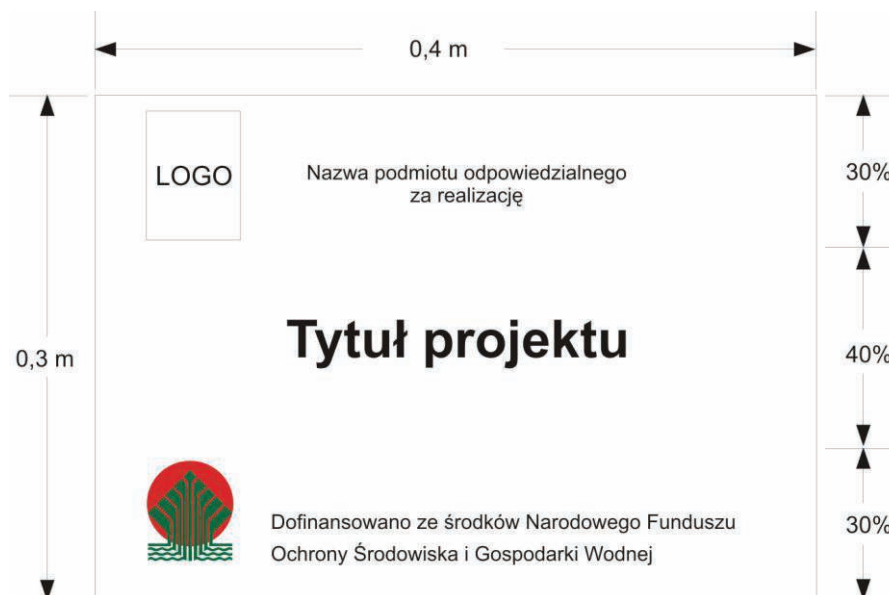 0,4 m
LOGO
Nazwa podmiotu odpowiedzialnego
za realizację
30%
Tytuł projektu
0,3 m
40%
Dofinansowano ze środków Narodowego Funduszu
Ochrony Środowiska i Gospodarki Wodnej
30%